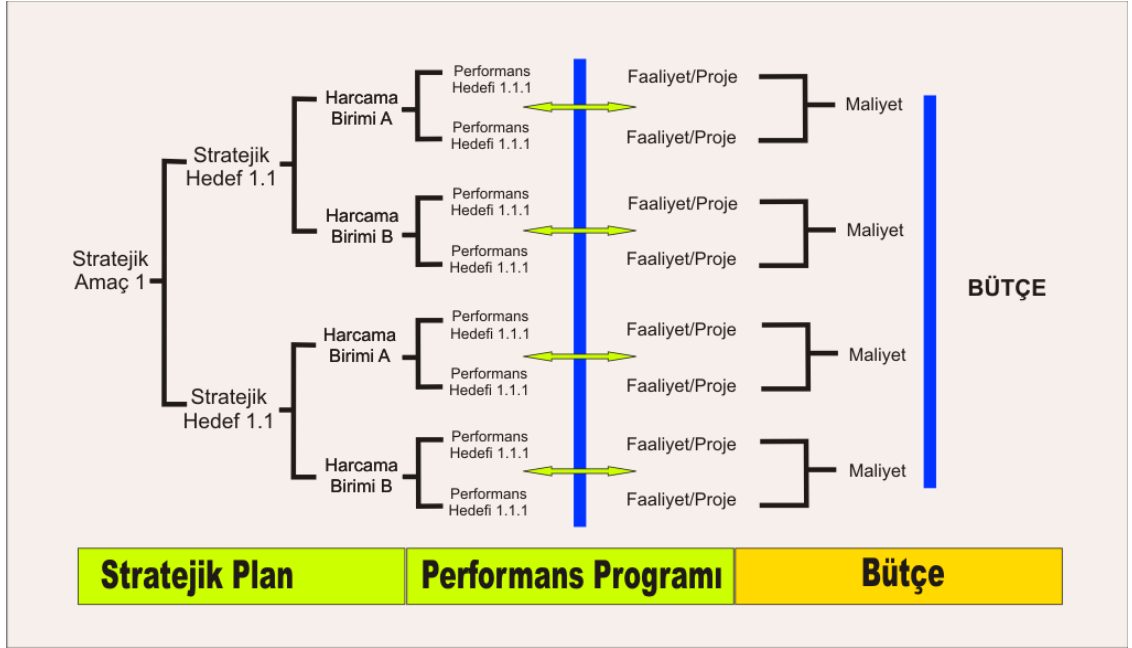 Stratejik
Amaç 1
Stratejik
Hedef 1.1
Harcama
Birimi A
Performans
Hedefi 1.1.1
Performans
Hedefi 1.1.1
Faaliyet/Proje
Faaliyet/Proje
Maliyet
Harcama
Birimi B
Performans
Hedefi 1.1.1
Performans
Hedefi 1.1.1
Faaliyet/Proje
Faaliyet/Proje
Maliyet
Stratejik
Hedef 1.1
Harcama
Birimi A
Performans
Hedefi 1.1.1
Performans
Hedefi 1.1.1
Faaliyet/Proje
Faaliyet/Proje
Maliyet
Harcama
Birimi B
Performans
Hedefi 1.1.1
Performans
Hedefi 1.1.1
Faaliyet/Proje
Faaliyet/Proje
Maliyet
BÜTÇE
Stratejik Plan
Performans Programı
Bütçe